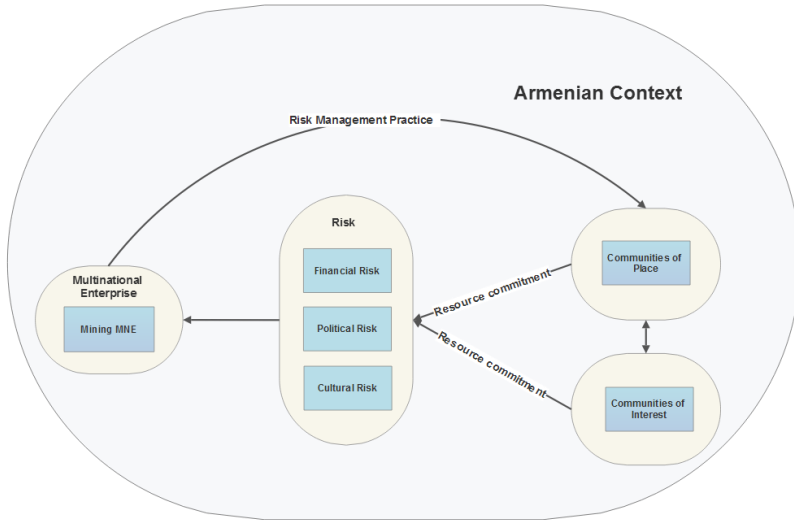 Armenian Context
Risk Management Practice
Risk
Financial Risk
Political Risk
Cultural Risk
Multinational
Enterprise
Mining MNE
Resource commitment
Resource commitment
Communities of
Place
Communities of
Interest